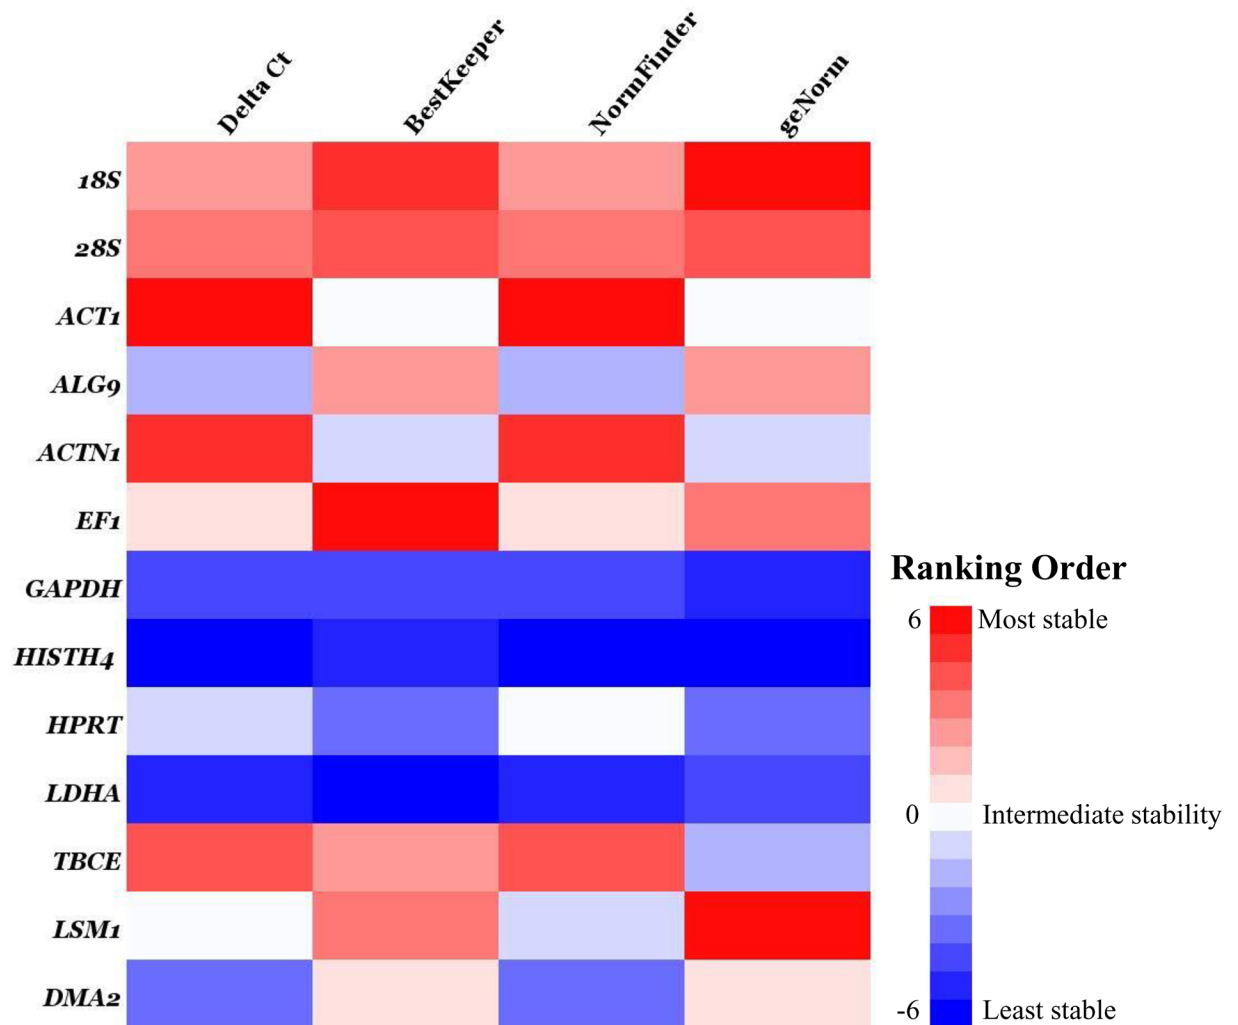 Delta Ct
BestKeeper
NormFinder
geNorm
18S
28S
ACT1
ALG9
ACTN1
EF1
GAPDH
HISTH4
HPRT
LDHA
TBCE
LSM1
DMA2
Ranking Order
6 Most stable
0 Intermediate stability
-6 Least stable